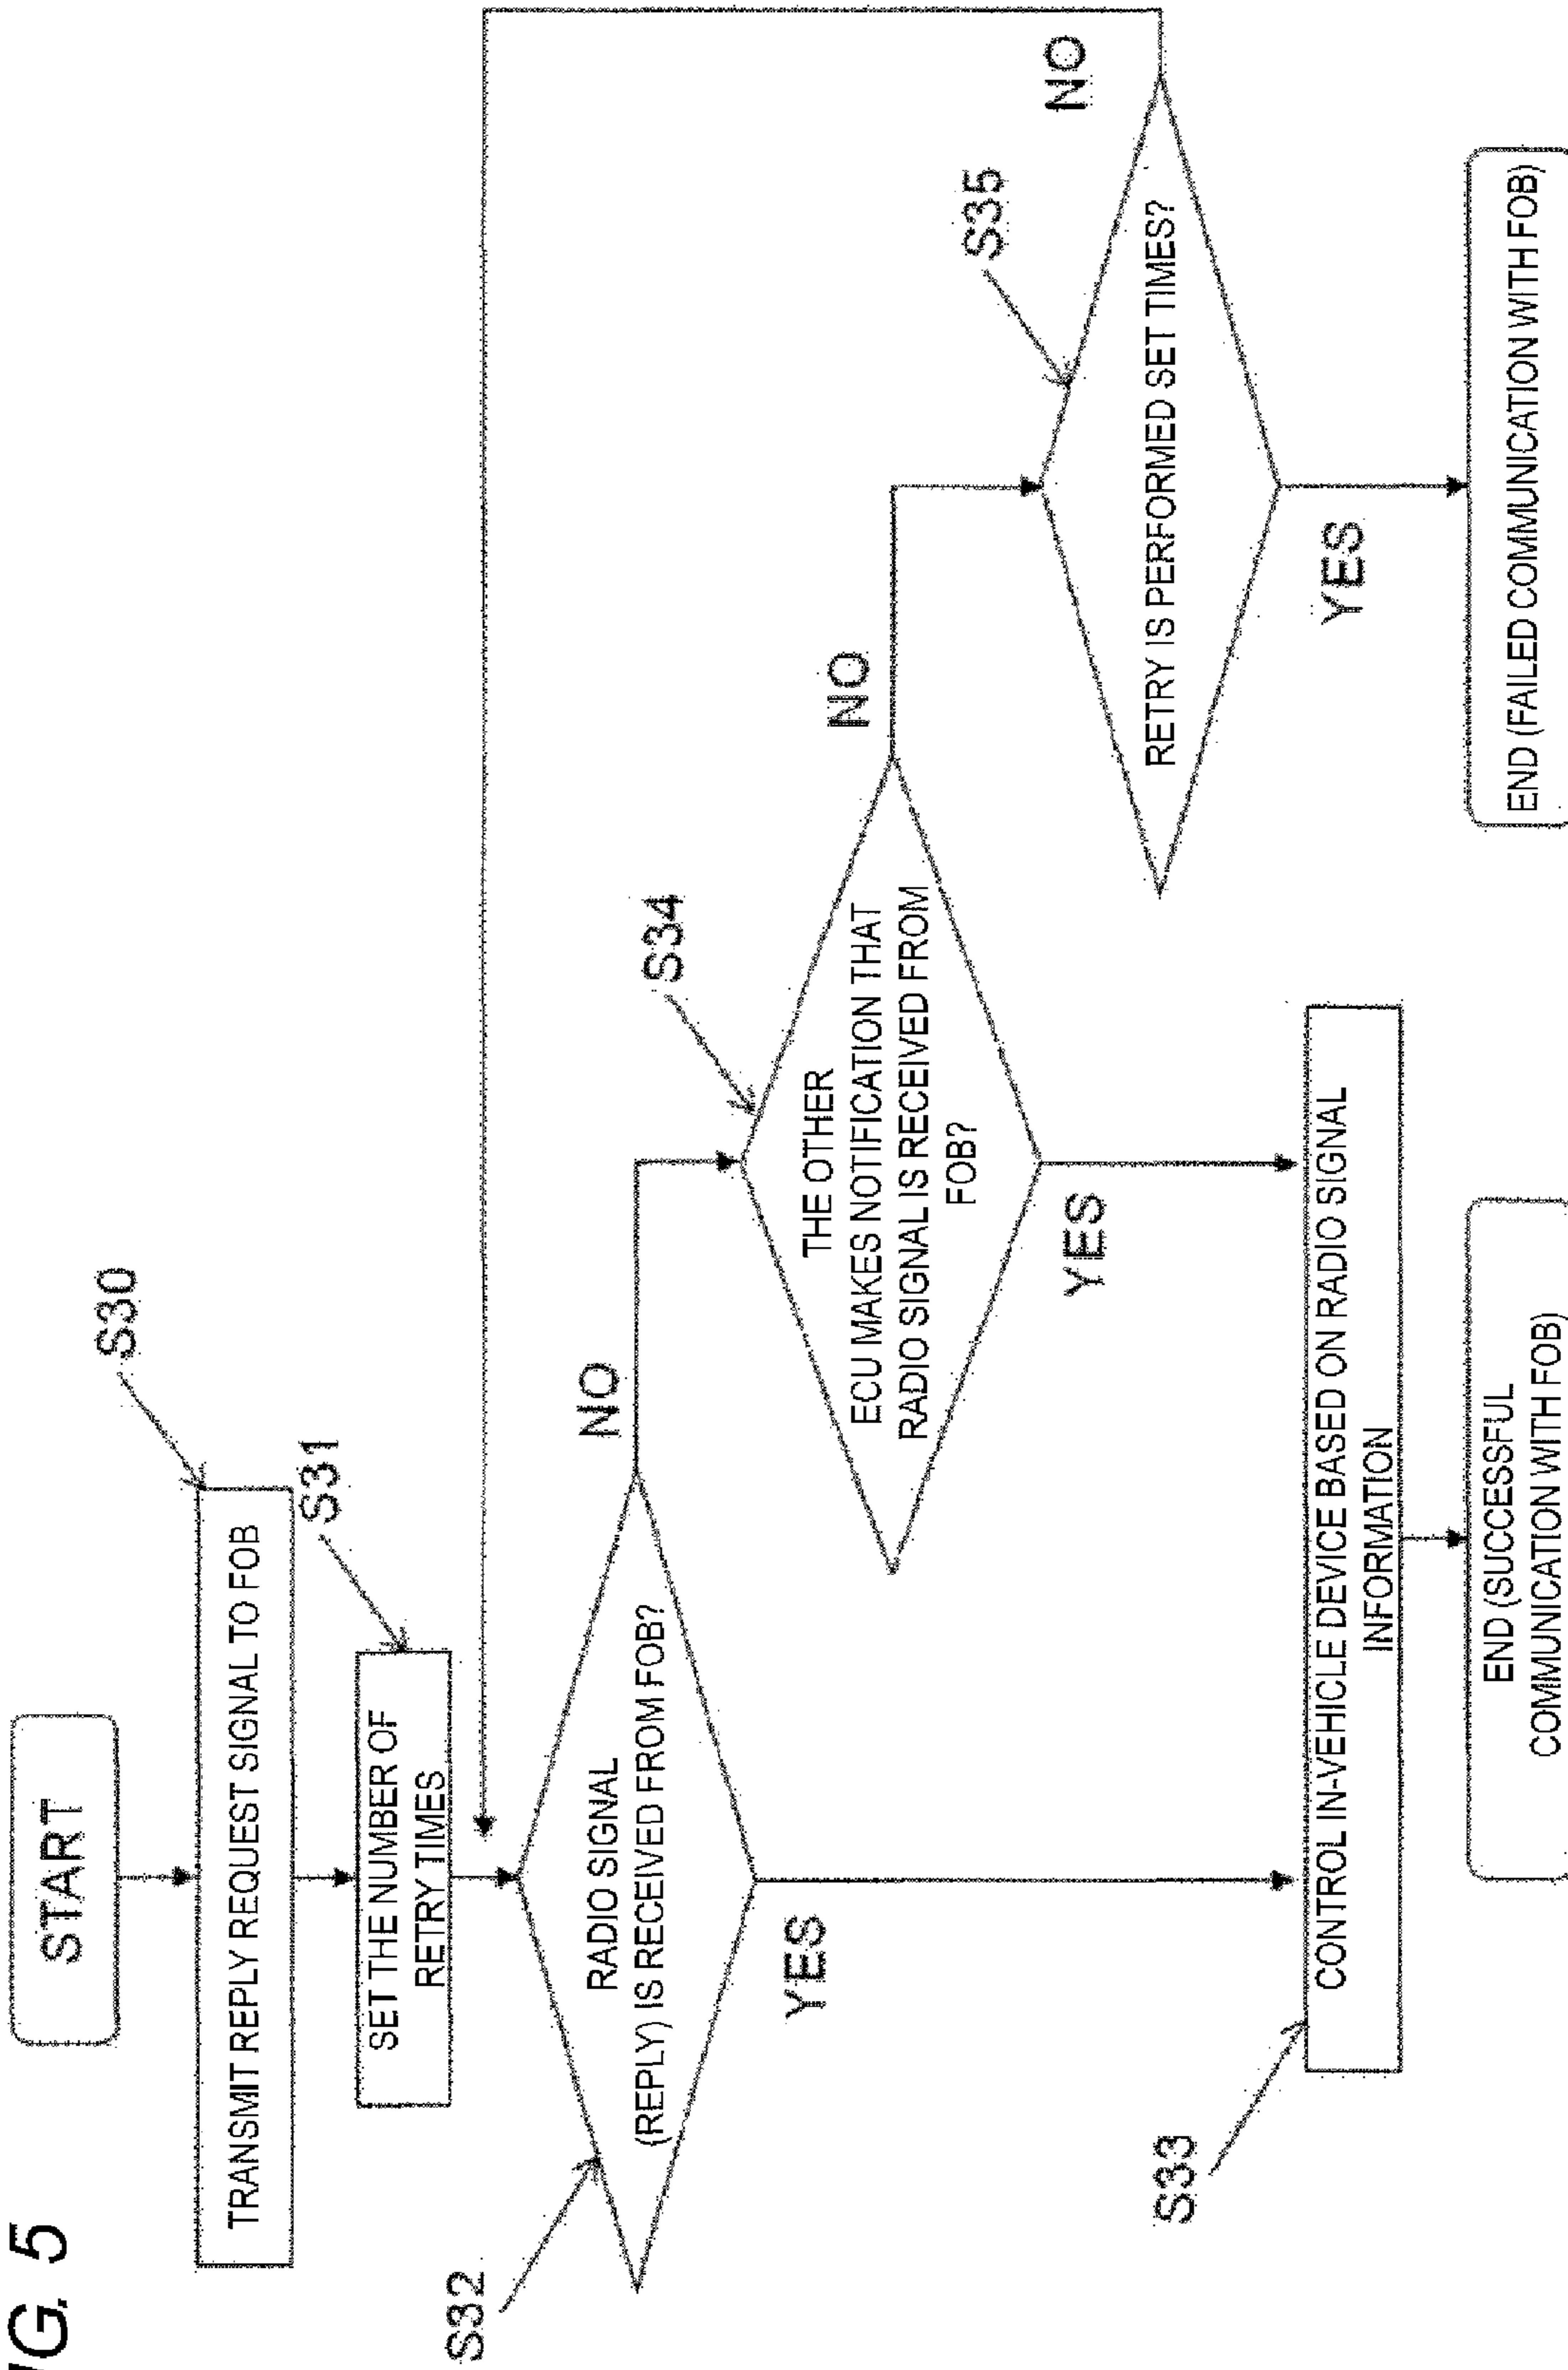 IG. 5
START
S30
TRANSMIT REPLY REQUEST SIGNAL TO FOB
S31
SET THE NUMBER OF
RETRY TIMES
S32
RADIO SIGNAL
(REPLY) IS RECEIVED FROM FOB?
NO
YES
S34
THE OTHER
ECU MAKES NOTIFICATION THAT
RADIO SIGNAL IS RECEIVED FROM
FOB?
NO
YES
S35
RETRY IS PERFORMED SET TIMES?
NO
YES
S33
CONTROL IN-VEHICLE DEVICE BASED ON RADIO SIGNAL
INFORMATION
END (SUCCESSFUL
COMMUNICATION WITH FOB)
END (FAILED COMMUNICATION WITH FOB)